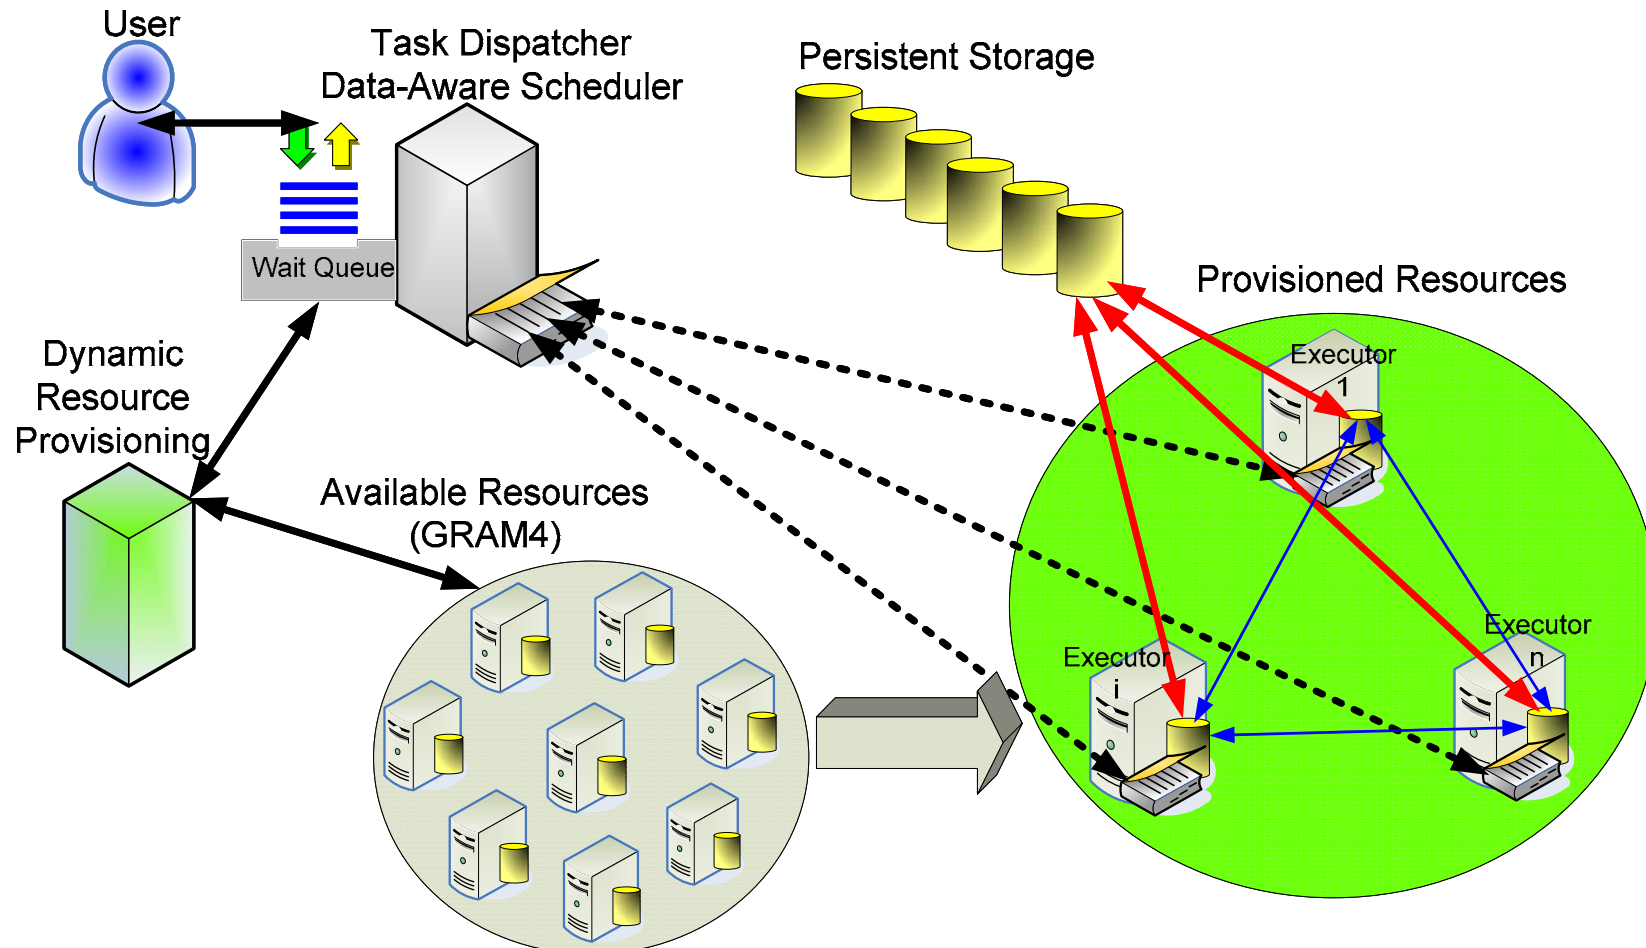 User
Task Dispatcher
Data-Aware Scheduler
Persistent Storage
Wait Queue
Provisioned Resources
Dynamic
Resource
Provisioning
Executor
1
Available Resources
(GRAM4)
Executor
i
Executor
n